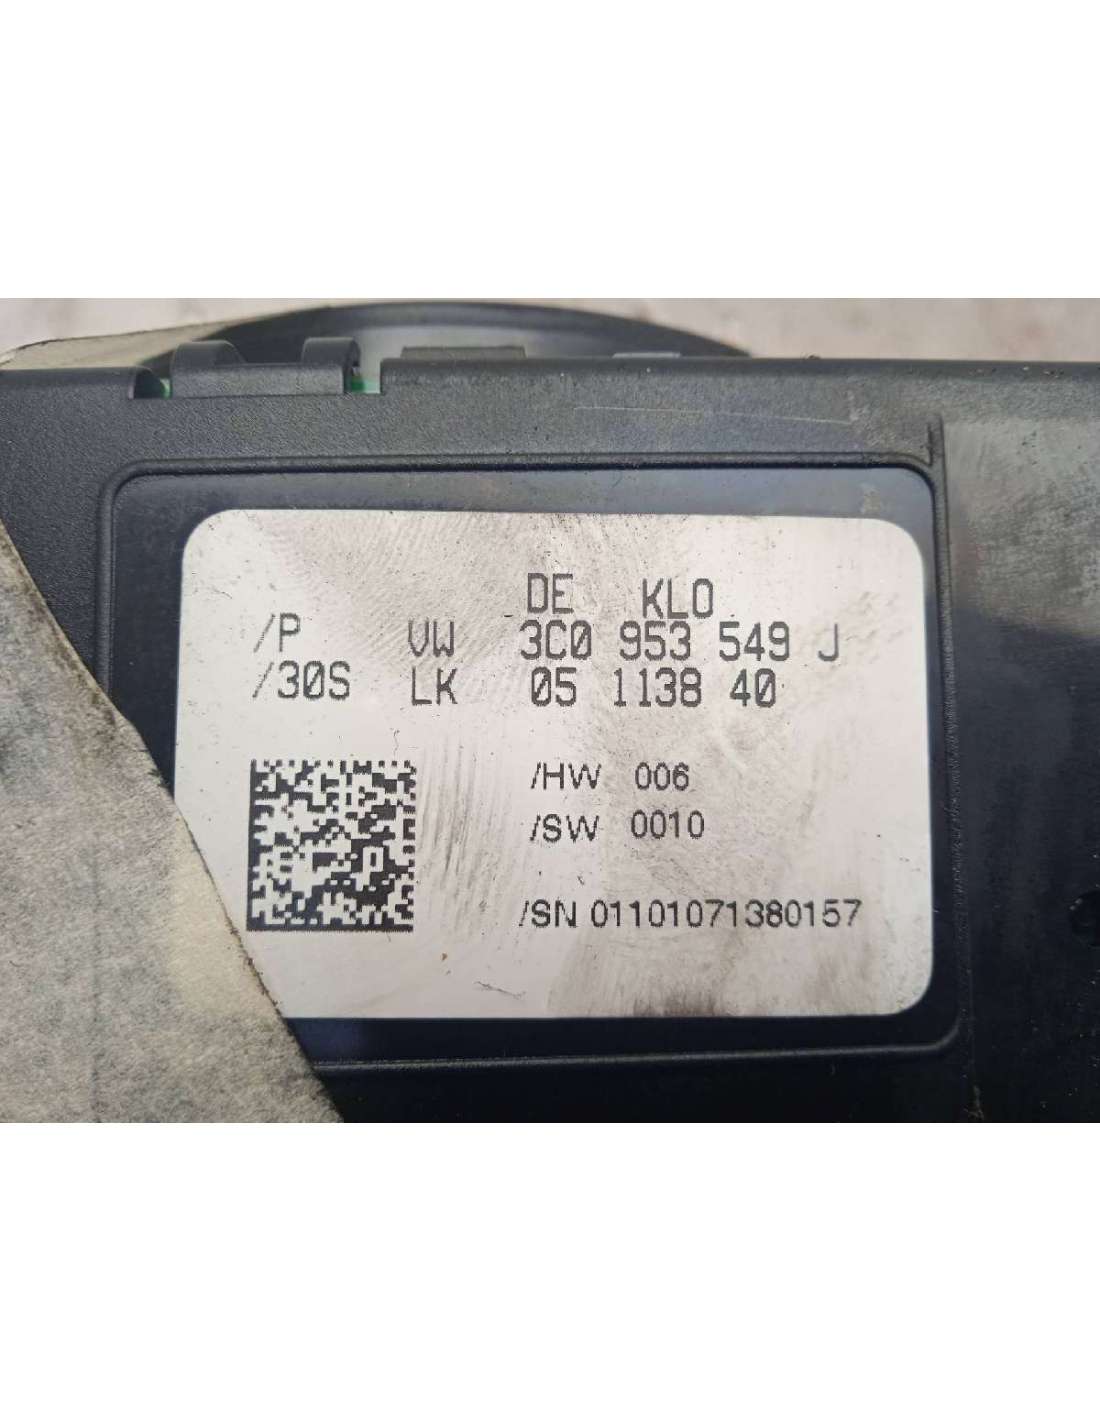 DE KLO
/P VW 3C0 953 549 J
/30S LK 05 1138 40
/HW 006
/SW 0010
/SN 01101071380157